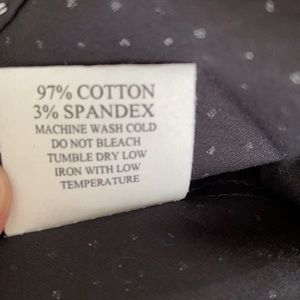 97% COTTON
3% SPANDEX
MACHINE WASH COLD
DO NOT BLEACH
TUMBLE DRY LOW
IRON WITH LOW
TEMPERATURE